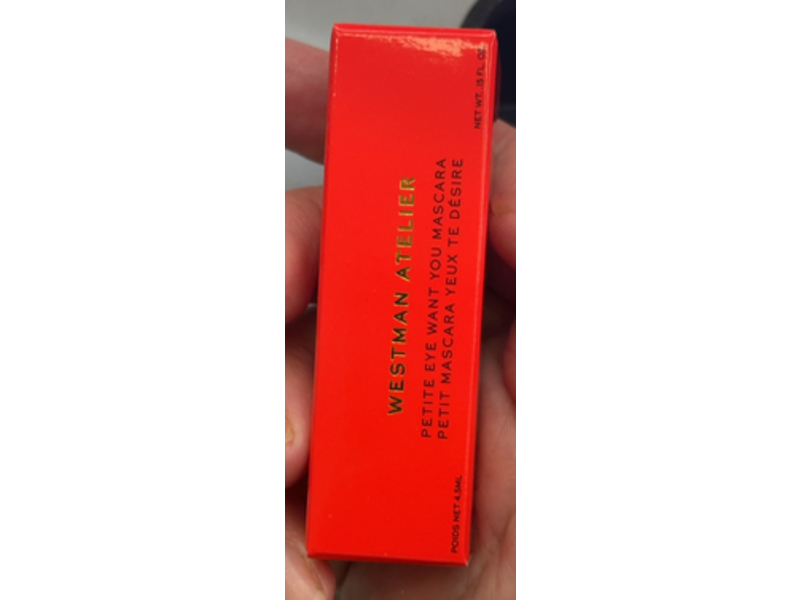 WESTMAN ATELIER
PETITE EYE WANT YOU MASCARA
PETIT MASCARA YEUX TE DÉSIRE
POIDS NET 4.5ML
NET WT. .15 FL. OZ.